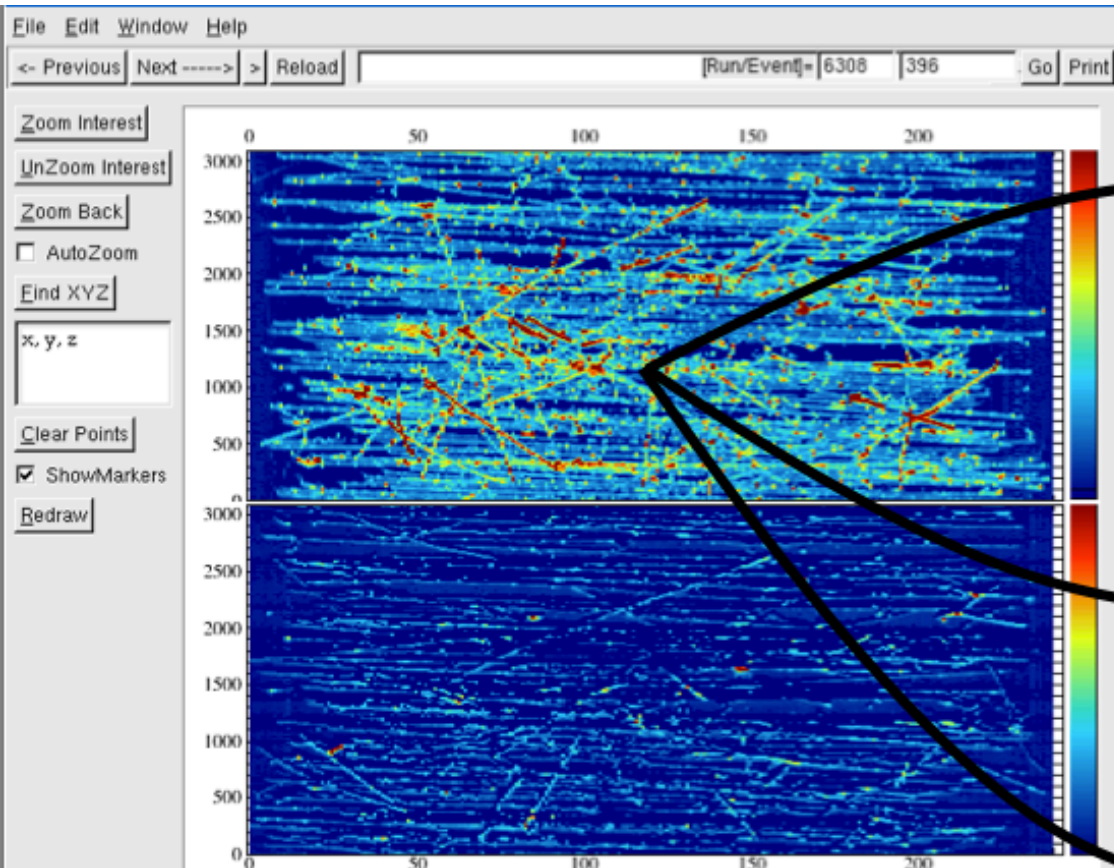 File Edit Window Help
<- Previous Next -----> > Reload [Run/Event]= 6308 396 Go Print
Zoom Interest
UnZoom Interest
Zoom Back
AutoZoom
Find XYZ
x, y, z
Clear Points
ShowMarkers
Redraw
0 50 100 150 200
3000
2500
2000
1500
1000
500
0
3000
2500
2000
1500
1000
500
0
0 50 100 150 200